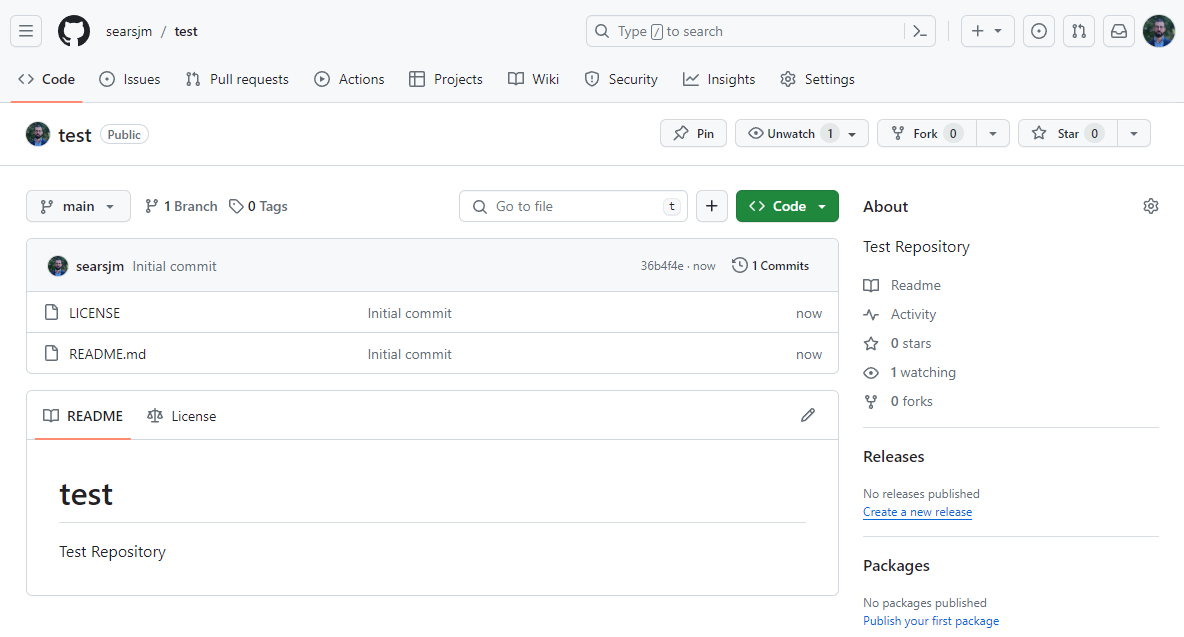 searsjm / test
Type / to search
Code Issues Pull requests Actions Projects Wiki Security Insights Settings
test Public
Pin Unwatch 1 Fork 0 Star 0
main 1 Branch 0 Tags Go to file t Code
searsjm Initial commit 36b4f4e · now 1 Commits
LICENSE Initial commit now
README.md Initial commit now
README License
test
Test Repository
About
Test Repository
Readme
Activity
0 stars
1 watching
0 forks
Releases
No releases published
Create a new release
Packages
No packages published
Publish your first package